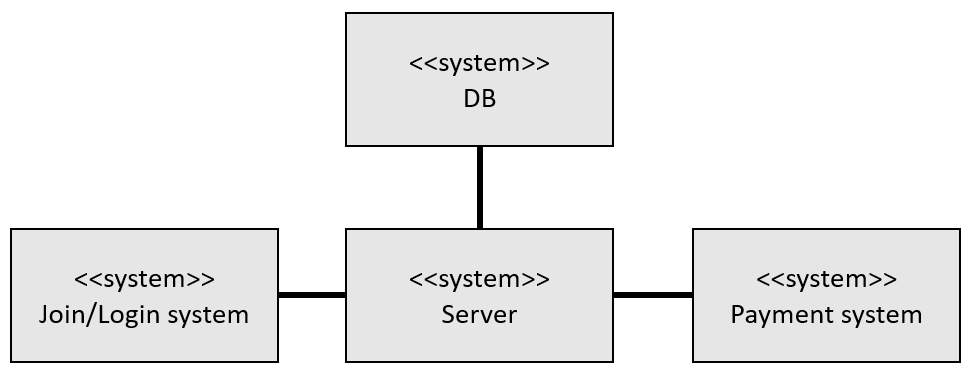 <<system>>
DB
<<system>>
Join/Login system
<<system>>
Server
<<system>>
Payment system